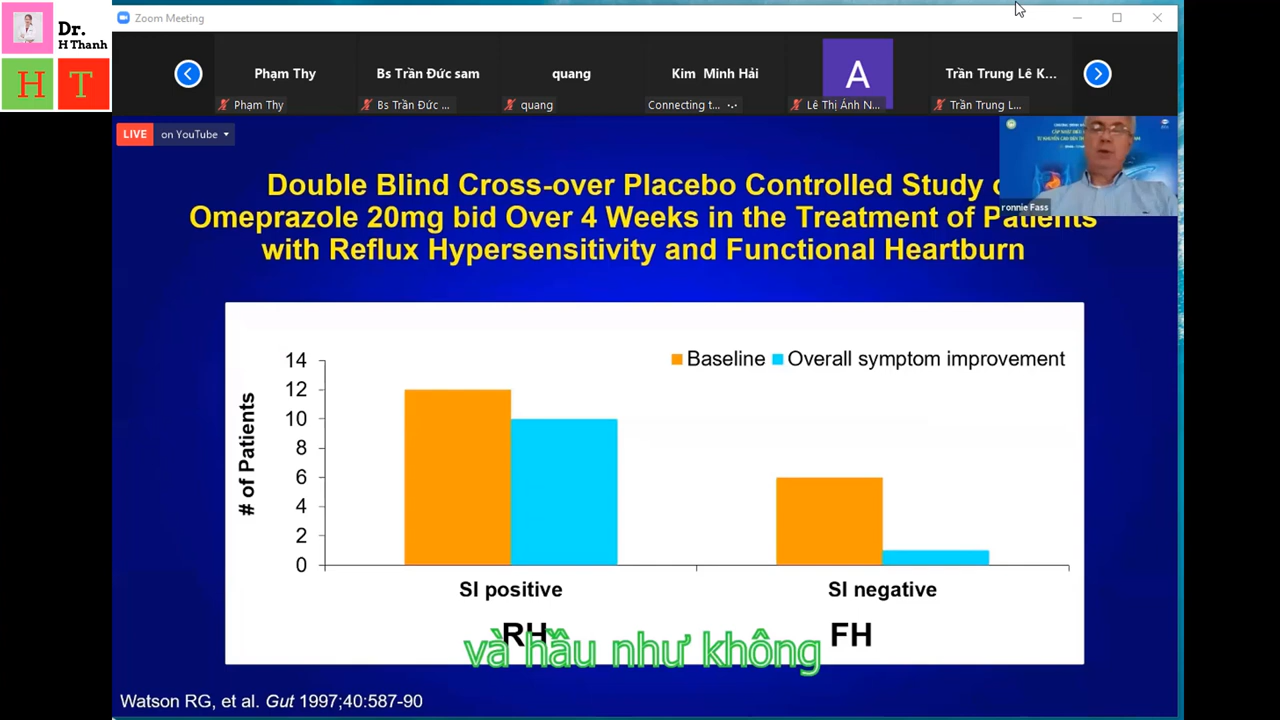 Dr.
H Thanh
H T
Zoom Meeting
Phạm Thy
Bs Trần Đức sam
quang
Kim Minh Hải
A
Trần Trung Lê K...
Phạm Thy
Bs Trần Đức ...
quang
Connecting t...
Lê Thị Ánh N...
Trần Trung L...
LIVE on YouTube
ronnie Fass
Double Blind Cross-over Placebo Controlled Study
Omeprazole 20mg bid Over 4 Weeks in the Treatment of Patients
with Reflux Hypersensitivity and Functional Heartburn
Baseline Overall symptom improvement
# of Patients
14
12
10
8
6
4
2
0
SI positive SI negative
RH FH
và hầu như không
Watson RG, et al. Gut 1997;40:587-90